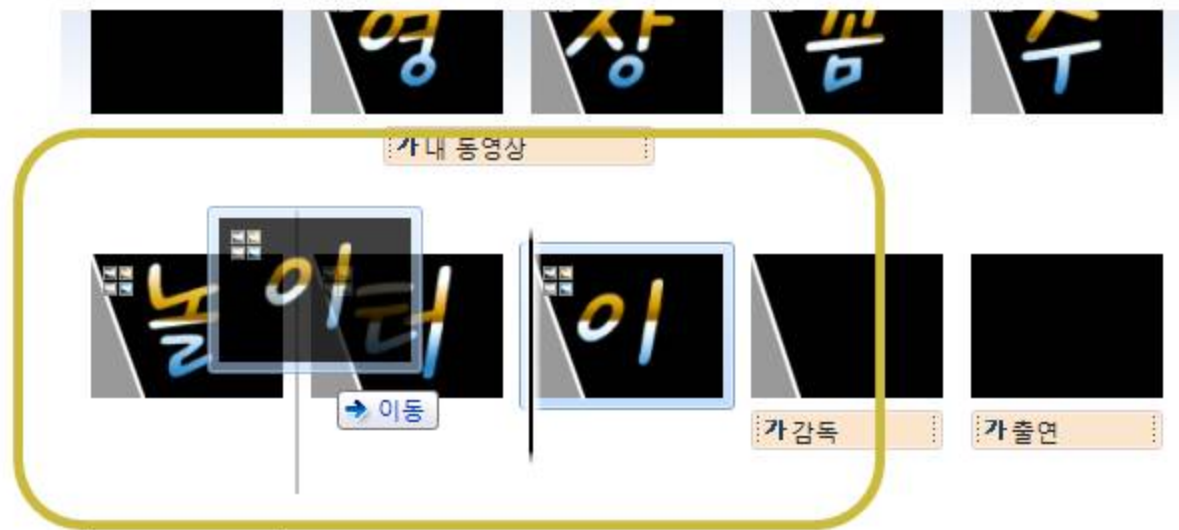 영 상 꼼 수
가 내 동영상
놀 이 터 이
이동
가 감독 가 출연